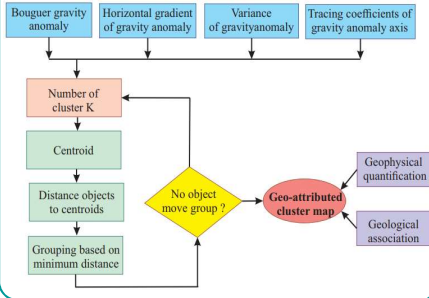 Bouguer gravity
anomaly
Horizontal gradient
of gravity anomaly
Variance
of gravityanomaly
Tracing coefficients of
gravity anomaly axis
Number of
cluster K
Centroid
Distance objects
to centroids
Grouping based on
minimum distance
No object
move group ?
Geo-attributed
cluster map
Geophysical
quantification
Geological
association